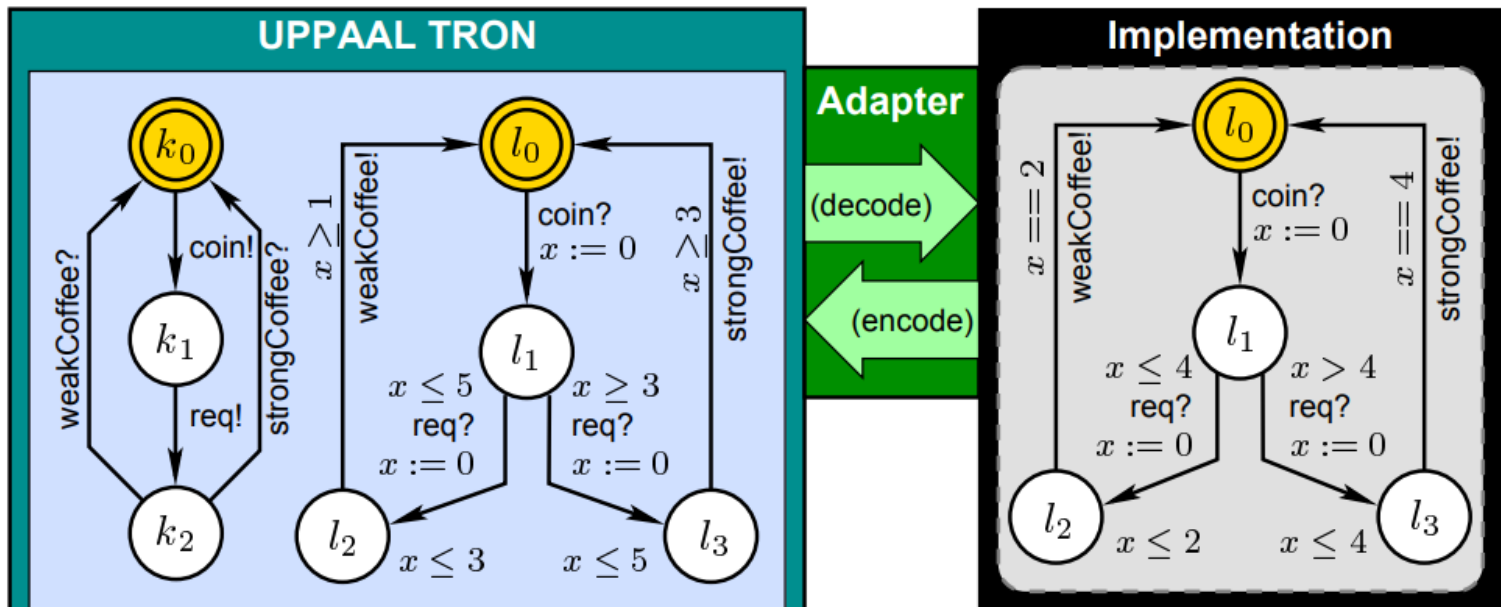 UPPAAL TRON
k₀
coin!
k₁
req!
k₂
weakCoffee?
strongCoffee?
x ≥ 1
weakCoffee!
l₀
coin?
x := 0
l₁
x ≤ 5
req?
x := 0
x ≥ 3
req?
x := 0
x ≥ 3
strongCoffee!
l₂
x ≤ 3
x ≤ 5
l₃
Adapter
(decode)
(encode)
Implementation
x == 2
weakCoffee!
l₀
coin?
x := 0
l₁
x ≤ 4
req?
x := 0
x > 4
req?
x := 0
x == 4
strongCoffee!
l₂
x ≤ 2
x ≤ 4
l₃